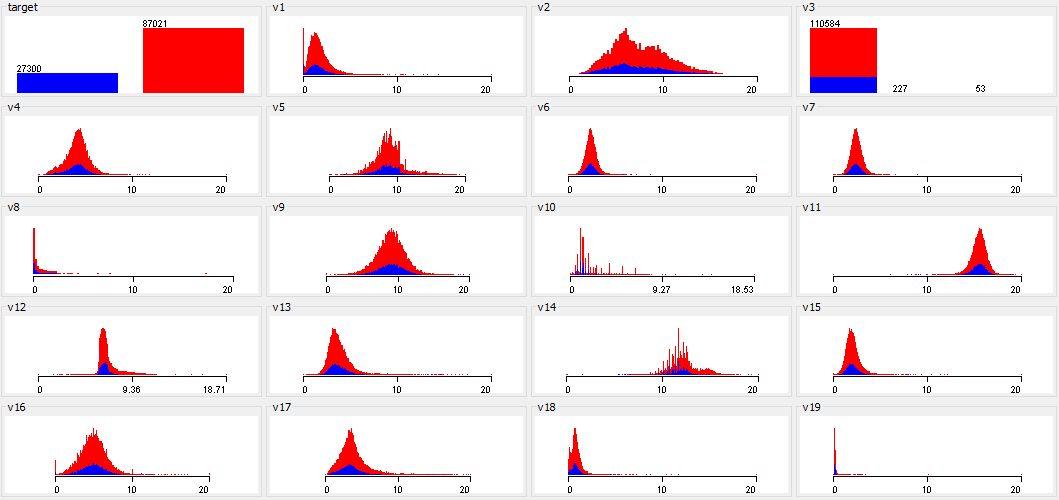 target
87021
27300
v1
0 10 20
v2
0 10 20
v3
110584
227 53
v4
0 10 20
v5
0 10 20
v6
0 10 20
v7
0 10 20
v8
0 10 20
v9
0 10 20
v10
0 9.27 18.53
v11
0 10 20
v12
0 9.36 18.71
v13
0 10 20
v14
0 10 20
v15
0 10 20
v16
0 10 20
v17
0 10 20
v18
0 10 20
v19
0 10 20